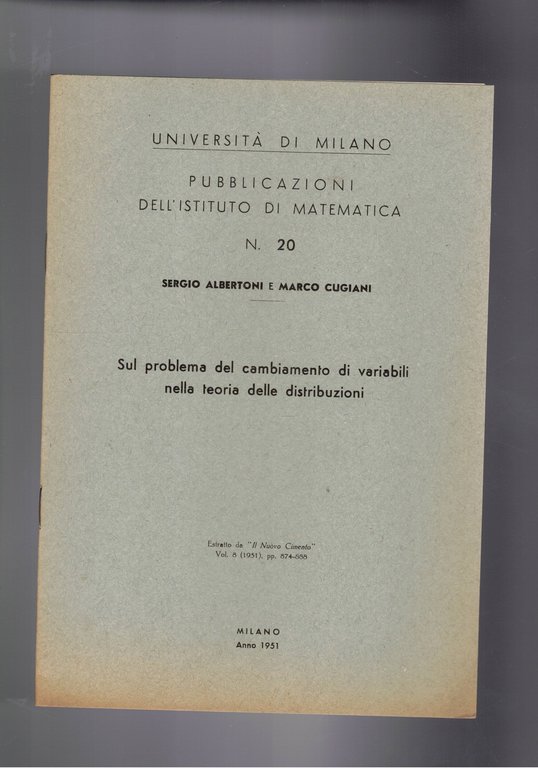 UNIVERSITÀ DI MILANO
PUBBLICAZIONI
DELL'ISTITUTO DI MATEMATICA
N. 20
SERGIO ALBERTONI E MARCO CUGIANI
Sul problema del cambiamento di variabili
nella teoria delle distribuzioni
Estratto da "Il Nuovo Cimento"
Vol. 8 (1951), pp. 874-888
MILANO
Anno 1951